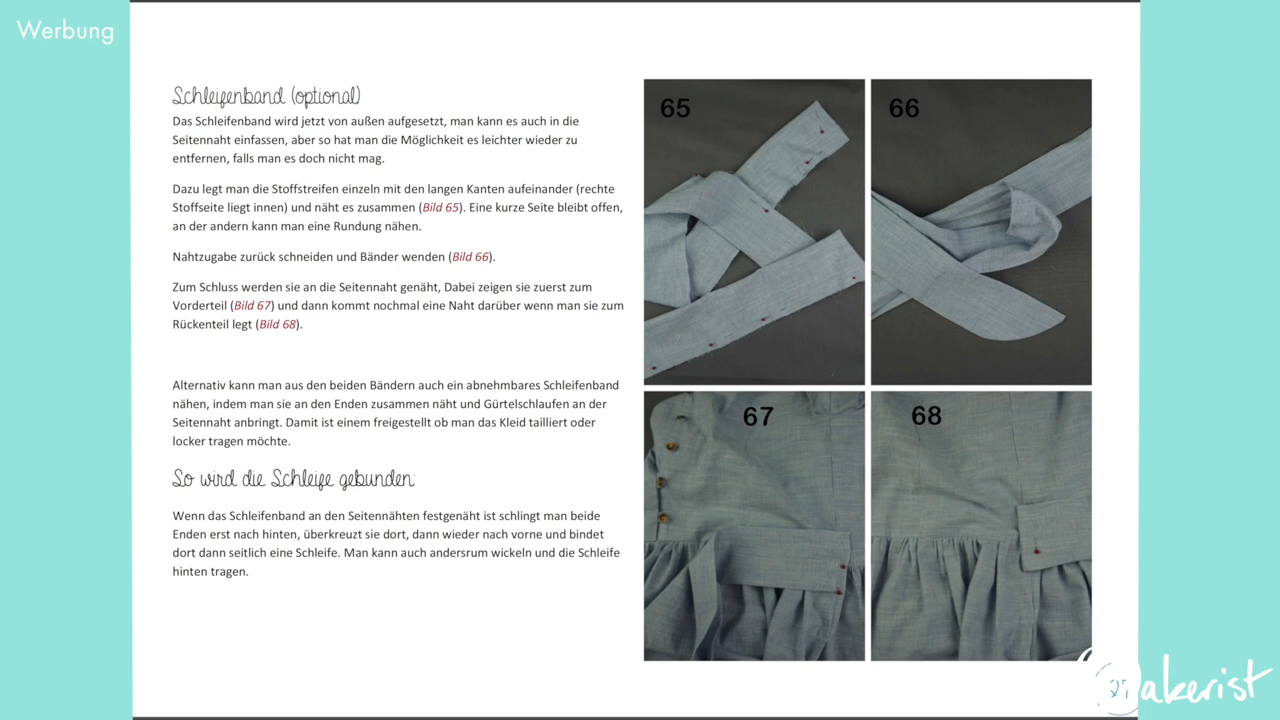 Werbung
Schleifenband (optional)
Das Schleifenband wird jetzt von außen aufgesetzt, man kann es auch in die
Seitennaht einfassen, aber so hat man die Möglichkeit es leichter wieder zu
entfernen, falls man es doch nicht mag.
Dazu legt man die Stoffstreifen einzeln mit den langen Kanten aufeinander (rechte
Stoffseite liegt innen) und näht es zusammen (Bild 65). Eine kurze Seite bleibt offen,
an der andern kann man eine Rundung nähen.
Nahtzugabe zurück schneiden und Bänder wenden (Bild 66).
Zum Schluss werden sie an die Seitennaht genäht, Dabei zeigen sie zuerst zum
Vorderteil (Bild 67) und dann kommt nochmal eine Naht darüber wenn man sie zum
Rückenteil legt (Bild 68).
Alternativ kann man aus den beiden Bändern auch ein abnehmbares Schleifenband
nähen, indem man sie an den Enden zusammen näht und Gürtelschlaufen an der
Seitennaht anbringt. Damit ist einem freigestellt ob man das Kleid tailliert oder
locker tragen möchte.
So wird die Schleife gebunden:
Wenn das Schleifenband an den Seitennähten festgenäht ist schlingt man beide
Enden erst nach hinten, überkreuzt sie dort, dann wieder nach vorne und bindet
dort dann seitlich eine Schleife. Man kann auch andersrum wickeln und die Schleife
hinten tragen.
65
66
67
68
Makerist